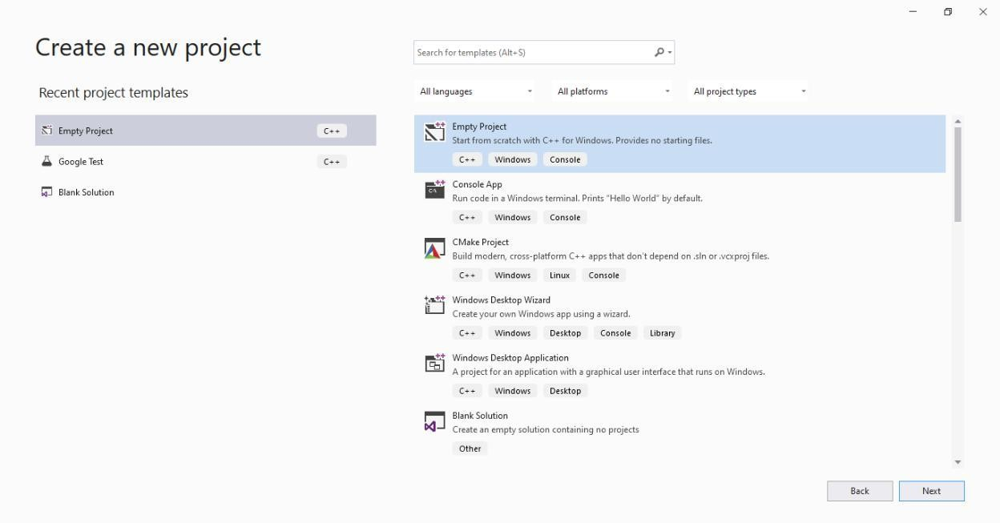 Create a new project
Search for templates (Alt+S)
Recent project templates
All languages
All platforms
All project types
Empty Project
C++
Google Test
C++
Blank Solution
Empty Project
Start from scratch with C++ for Windows. Provides no starting files.
C++ Windows Console
Console App
Run code in a Windows terminal. Prints "Hello World" by default.
C++ Windows Console
CMake Project
Build modern, cross-platform C++ apps that don't depend on .sln or .vcxproj files.
C++ Windows Linux Console
Windows Desktop Wizard
Create your own Windows app using a wizard.
C++ Windows Desktop Console Library
Windows Desktop Application
A project for an application with a graphical user interface that runs on Windows.
C++ Windows Desktop
Blank Solution
Create an empty solution containing no projects
Other
Back
Next